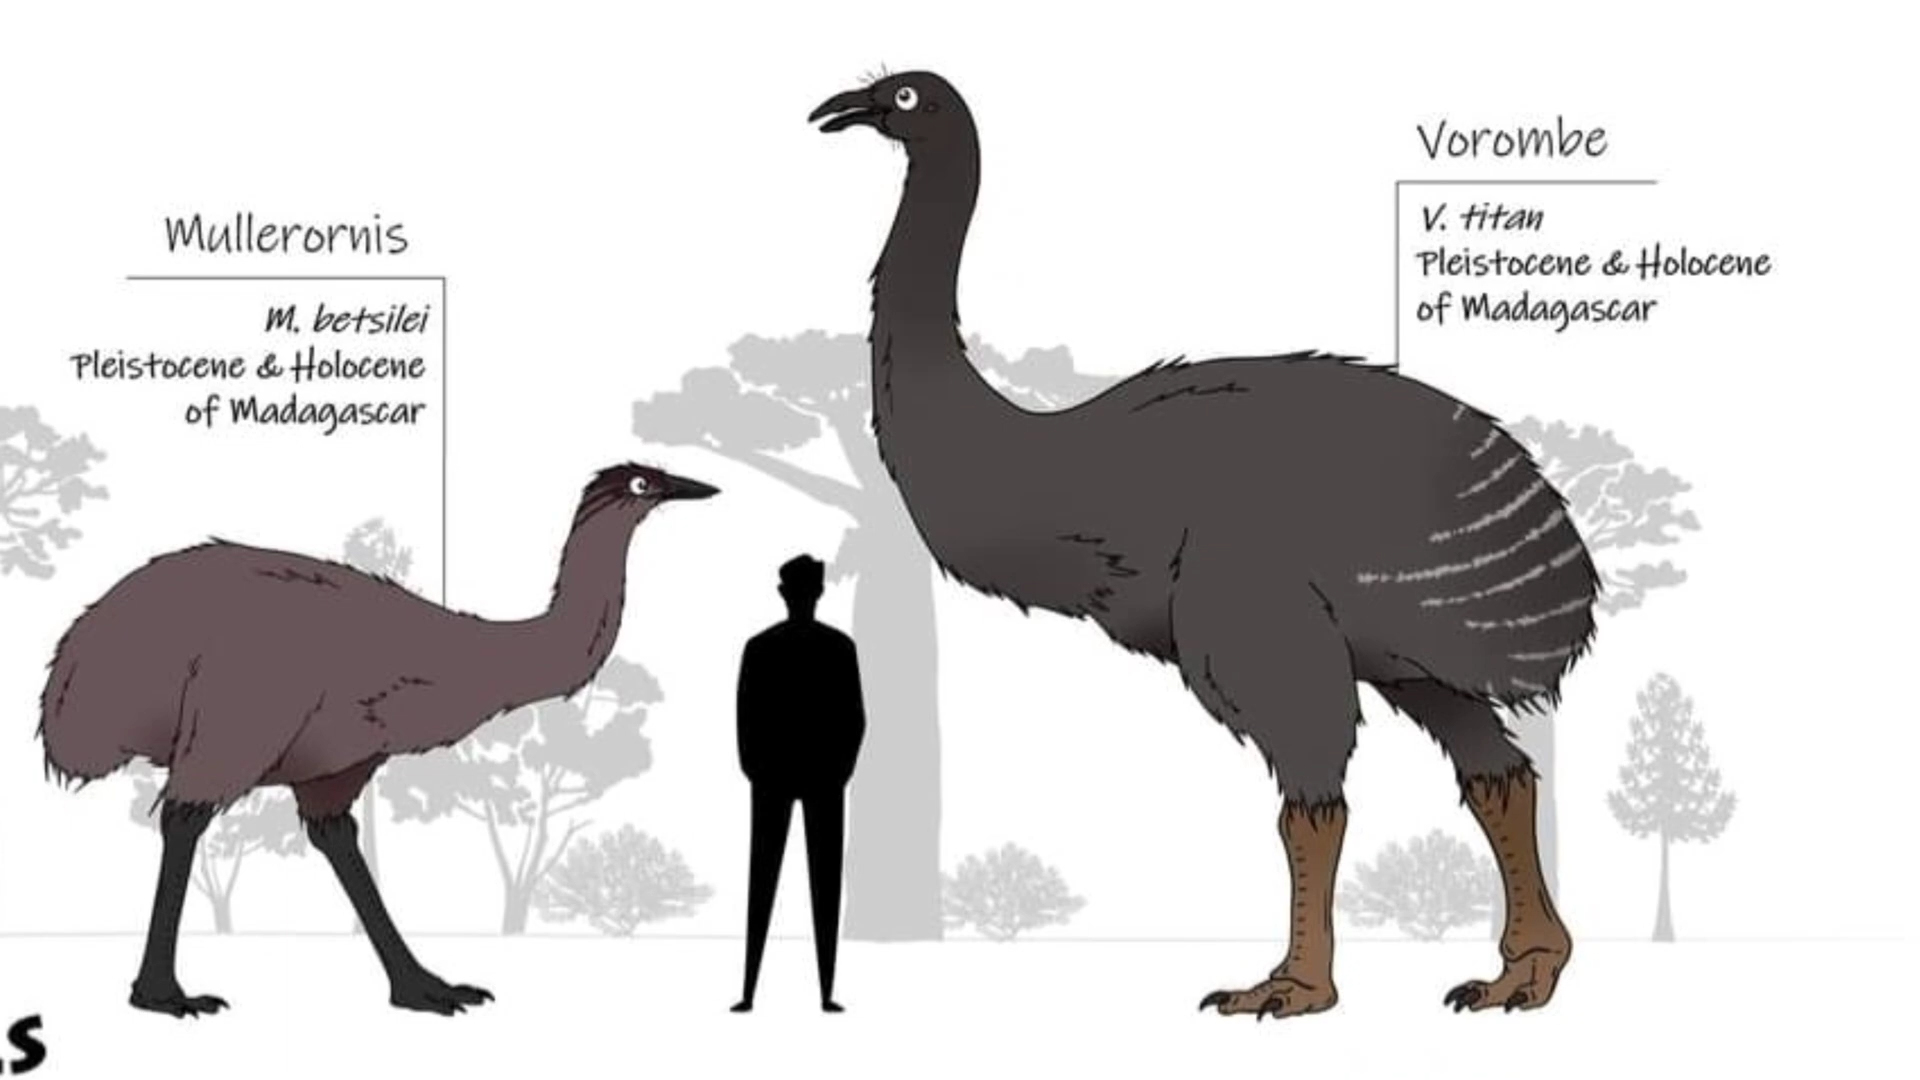 Mullerornis
M. betsilei
Pleistocene & Holocene
of Madagascar
Vorombe
V. titan
Pleistocene & Holocene
of Madagascar